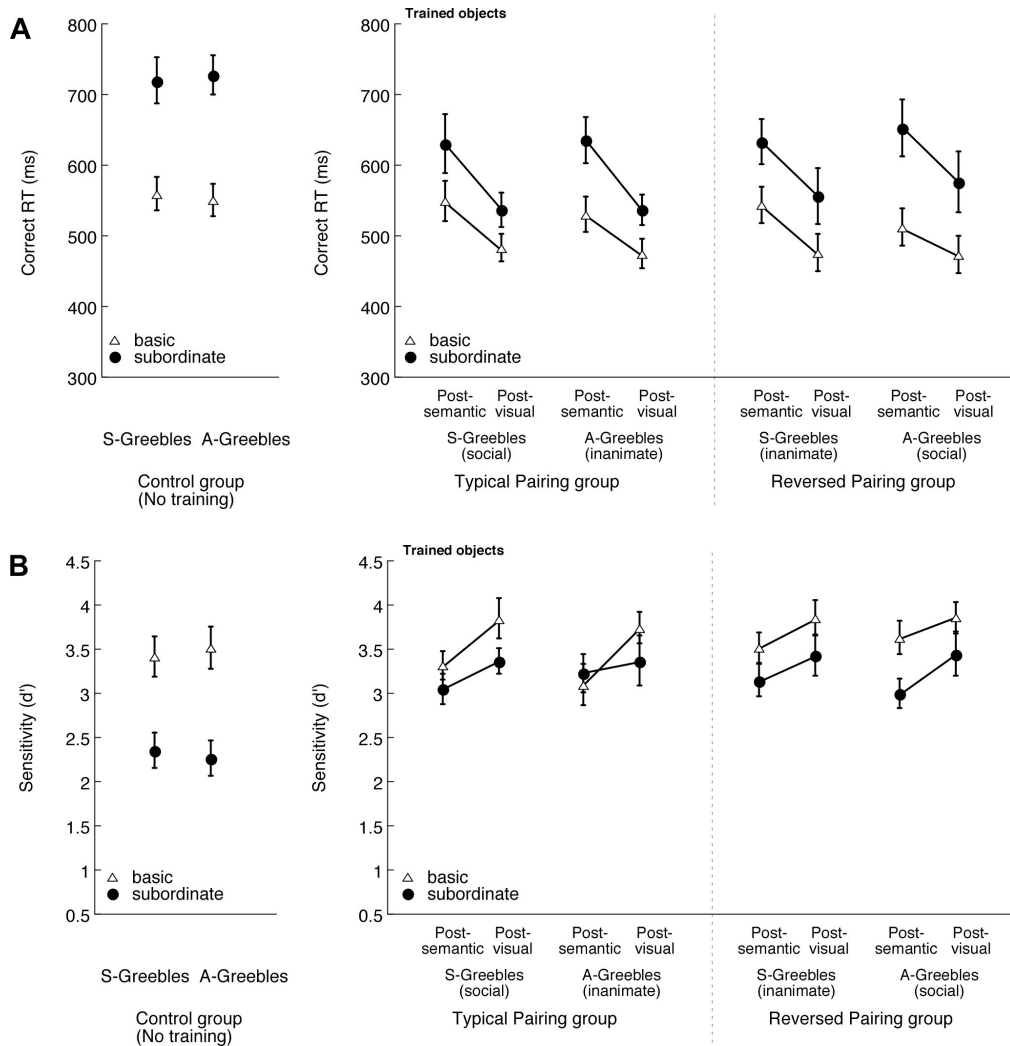 A
Trained objects
800
700
600
500
400
300
Correct RT (ms)
basic
subordinate
S-Greebles A-Greebles
Control group
(No training)
800
700
600
500
400
300
Correct RT (ms)
basic
subordinate
Post-semantic
Post-visual
Post-semantic
Post-visual
Post-semantic
Post-visual
Post-semantic
Post-visual
S-Greebles
(social)
A-Greebles
(inanimate)
S-Greebles
(inanimate)
A-Greebles
(social)
Typical Pairing group
Reversed Pairing group
B
Trained objects
4.5
4
3.5
3
2.5
2
1.5
1
0.5
Sensitivity (d')
basic
subordinate
S-Greebles A-Greebles
Control group
(No training)
4.5
4
3.5
3
2.5
2
1.5
1
0.5
Sensitivity (d')
basic
subordinate
Post-semantic
Post-visual
Post-semantic
Post-visual
Post-semantic
Post-visual
Post-semantic
Post-visual
S-Greebles
(social)
A-Greebles
(inanimate)
S-Greebles
(inanimate)
A-Greebles
(social)
Typical Pairing group
Reversed Pairing group